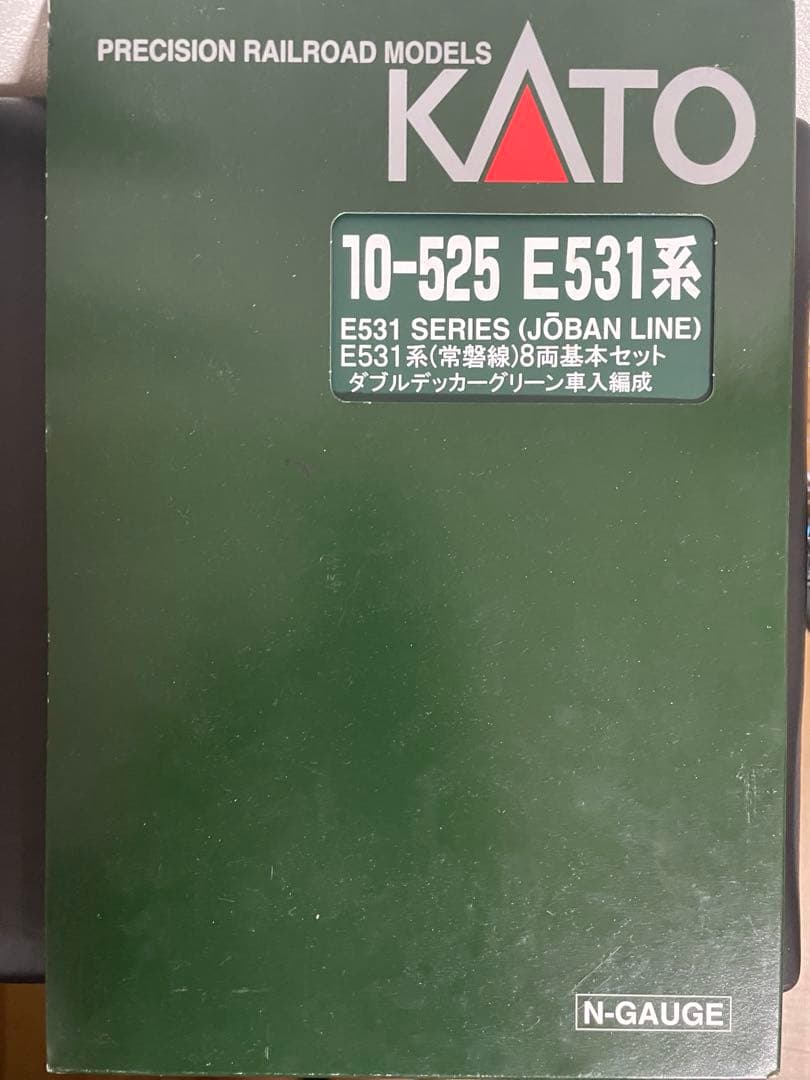 PRECISION RAILROAD MODELS
KATO
10-525 E531系
E531 SERIES (JŌBAN LINE)
E531系(常磐線)8両基本セット
ダブルデッカーグリーン車入編成
N-GAUGE